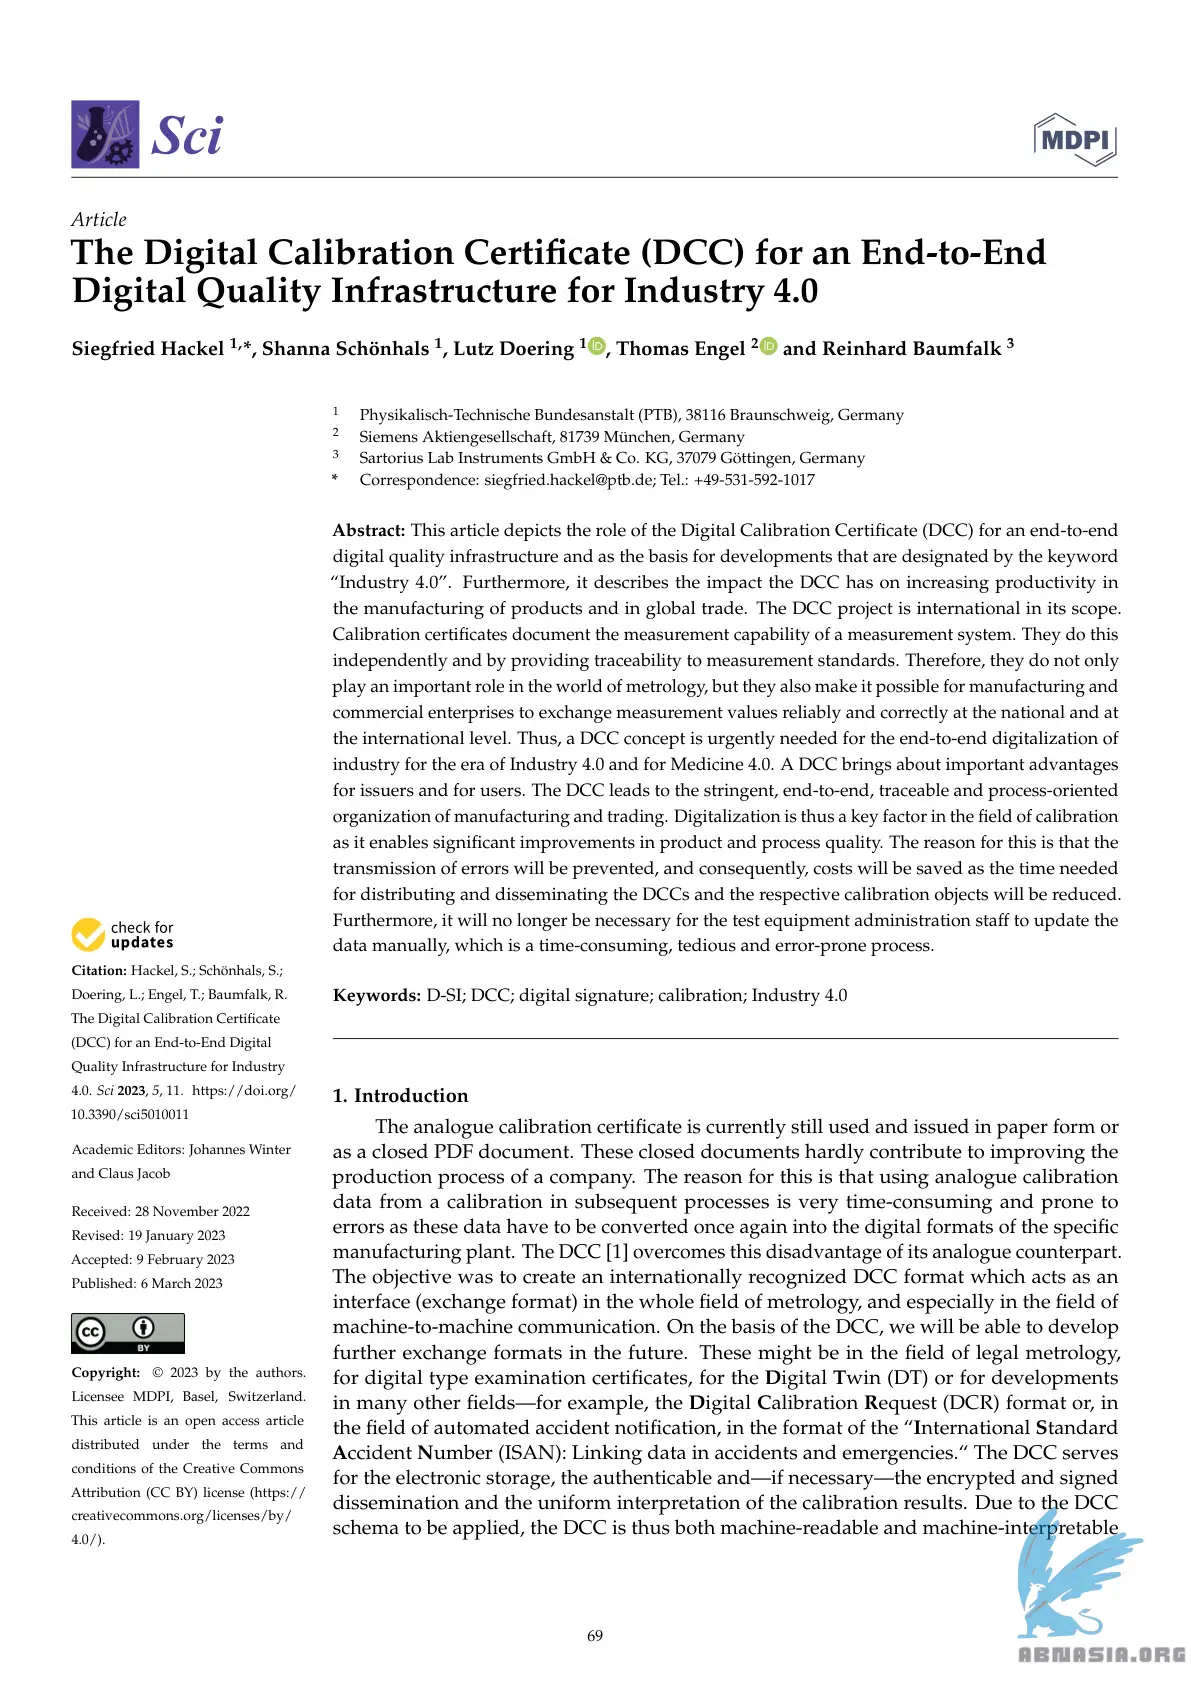 Sci
MDPI
Article
The Digital Calibration Certificate (DCC) for an End-to-End
Digital Quality Infrastructure for Industry 4.0
Siegfried Hackel 1,*, Shanna Schönhals 1, Lutz Doering 1 iD, Thomas Engel 2 iD and Reinhard Baumfalk 3
1 Physikalisch-Technische Bundesanstalt (PTB), 38116 Braunschweig, Germany
2 Siemens Aktiengesellschaft, 81739 München, Germany
3 Sartorius Lab Instruments GmbH & Co. KG, 37079 Göttingen, Germany
* Correspondence: siegfried.hackel@ptb.de; Tel.: +49-531-592-1017
Abstract: This article depicts the role of the Digital Calibration Certificate (DCC) for an end-to-end
digital quality infrastructure and as the basis for developments that are designated by the keyword
“Industry 4.0”. Furthermore, it describes the impact the DCC has on increasing productivity in
the manufacturing of products and in global trade. The DCC project is international in its scope.
Calibration certificates document the measurement capability of a measurement system. They do this
independently and by providing traceability to measurement standards. Therefore, they do not only
play an important role in the world of metrology, but they also make it possible for manufacturing and
commercial enterprises to exchange measurement values reliably and correctly at the national and at
the international level. Thus, a DCC concept is urgently needed for the end-to-end digitalization of
industry for the era of Industry 4.0 and for Medicine 4.0. A DCC brings about important advantages
for issuers and for users. The DCC leads to the stringent, end-to-end, traceable and process-oriented
organization of manufacturing and trading. Digitalization is thus a key factor in the field of calibration
as it enables significant improvements in product and process quality. The reason for this is that the
transmission of errors will be prevented, and consequently, costs will be saved as the time needed
for distributing and disseminating the DCCs and the respective calibration objects will be reduced.
Furthermore, it will no longer be necessary for the test equipment administration staff to update the
data manually, which is a time-consuming, tedious and error-prone process.
Keywords: D-SI; DCC; digital signature; calibration; Industry 4.0
check for
updates
Citation: Hackel, S.; Schönhals, S.;
Doering, L.; Engel, T.; Baumfalk, R.
The Digital Calibration Certificate
(DCC) for an End-to-End Digital
Quality Infrastructure for Industry
4.0. Sci 2023, 5, 11. https://doi.org/
10.3390/sci5010011
Academic Editors: Johannes Winter
and Claus Jacob
Received: 28 November 2022
Revised: 19 January 2023
Accepted: 9 February 2023
Published: 6 March 2023
cc
BY
Copyright: © 2023 by the authors.
Licensee MDPI, Basel, Switzerland.
This article is an open access article
distributed under the terms and
conditions of the Creative Commons
Attribution (CC BY) license (https://
creativecommons.org/licenses/by/
4.0/).
1. Introduction
The analogue calibration certificate is currently still used and issued in paper form or
as a closed PDF document. These closed documents hardly contribute to improving the
production process of a company. The reason for this is that using analogue calibration
data from a calibration in subsequent processes is very time-consuming and prone to
errors as these data have to be converted once again into the digital formats of the specific
manufacturing plant. The DCC [1] overcomes this disadvantage of its analogue counterpart.
The objective was to create an internationally recognized DCC format which acts as an
interface (exchange format) in the whole field of metrology, and especially in the field of
machine-to-machine communication. On the basis of the DCC, we will be able to develop
further exchange formats in the future. These might be in the field of legal metrology,
for digital type examination certificates, for the Digital Twin (DT) or for developments
in many other fields—for example, the Digital Calibration Request (DCR) format or, in
the field of automated accident notification, in the format of the “International Standard
Accident Number (ISAN): Linking data in accidents and emergencies.“ The DCC serves
for the electronic storage, the authenticable and—if necessary—the encrypted and signed
dissemination and the uniform interpretation of the calibration results. Due to the DCC
schema to be applied, the DCC is thus both machine-readable and machine-interpretable
69
ABNASIA.ORG